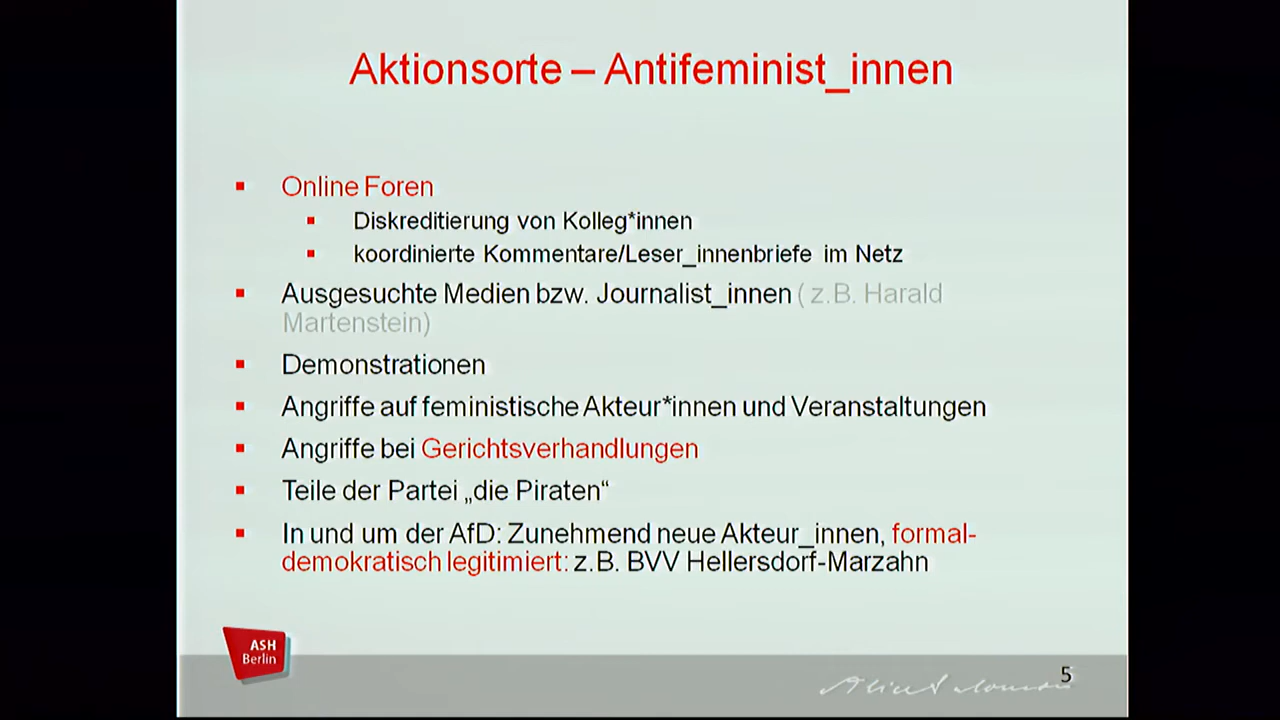 Aktionsorte – Antifeminist_innen
Online Foren
Diskreditierung von Kolleg*innen
koordinierte Kommentare/Leser_innenbriefe im Netz
Ausgesuchte Medien bzw. Journalist_innen ( z.B. Harald
Martenstein)
Demonstrationen
Angriffe auf feministische Akteur*innen und Veranstaltungen
Angriffe bei Gerichtsverhandlungen
Teile der Partei „die Piraten“
In und um der AfD: Zunehmend neue Akteur_innen, formal-
demokratisch legitimiert: z.B. BVV Hellersdorf-Marzahn
ASH
Berlin
5